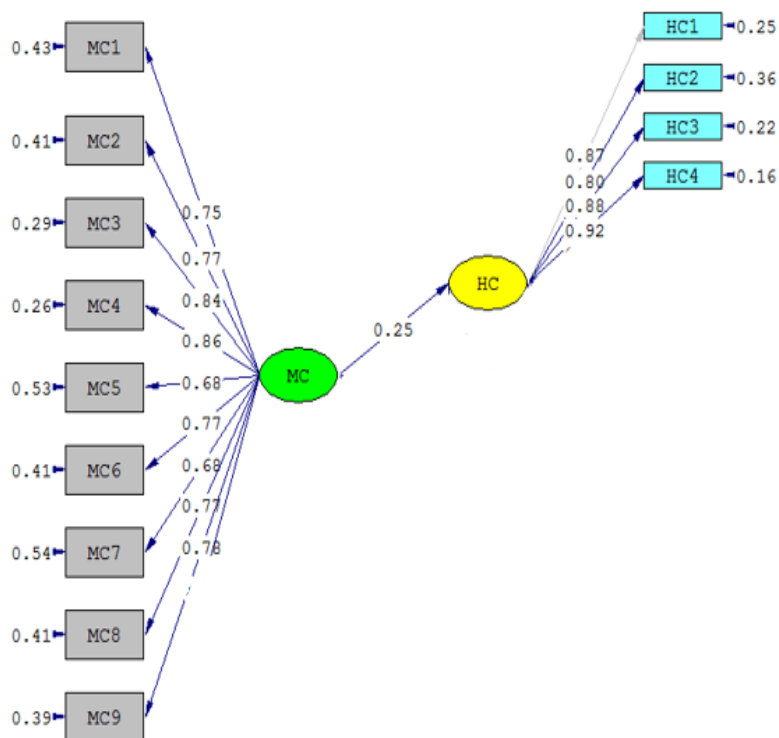 0.43 MC1
0.41 MC2
0.29 MC3
0.26 MC4
0.53 MC5
0.41 MC6
0.54 MC7
0.41 MC8
0.39 MC9
0.75
0.77
0.84
0.86
0.68
0.77
0.68
0.77
0.78
MC
0.25
HC
0.87
0.80
0.88
0.92
HC1 0.25
HC2 0.36
HC3 0.22
HC4 0.16